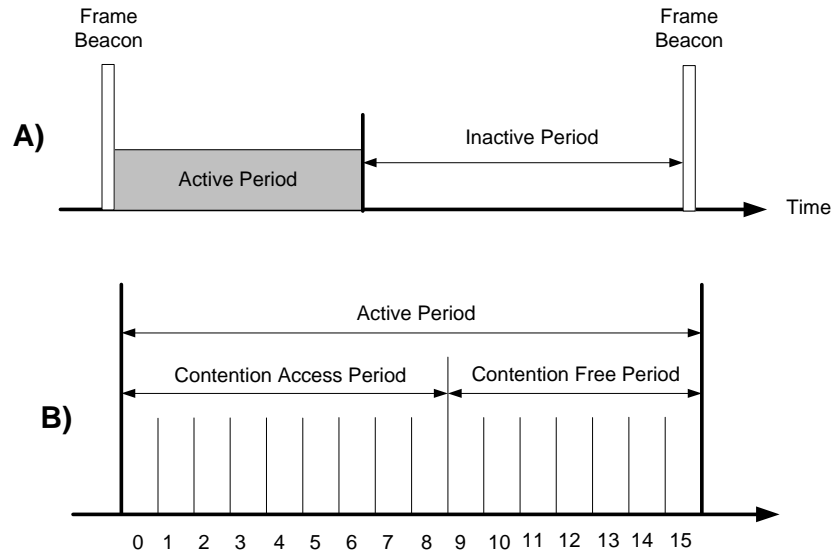 Frame
Beacon
Frame
Beacon
A)
Inactive Period
Active Period
Time
Active Period
Contention Access Period
Contention Free Period
B)
0 1 2 3 4 5 6 7 8 9 10 11 12 13 14 15